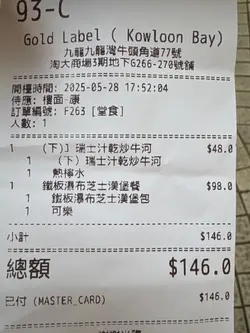 93-C
Gold Label ( Kowloon Bay)
九龍九龍灣牛頭角道77號
淘大商場3期地下G266-270號舖
開檯時間: 2025-05-28 17:52:04
侍應: 樓面-康
訂單編號: F263 [堂食]
人數: 1
1 (下)】瑞士汁乾炒牛河 $48.0
1 (下) 瑞士汁乾炒牛河
1 熱檸水
1 鐵板瀑布芝士漢堡餐 $98.0
1 鐵板瀑布芝士漢堡包
1 可樂
小計 $146.0
總額 $146.0
已付 (MASTER_CARD) $146.0